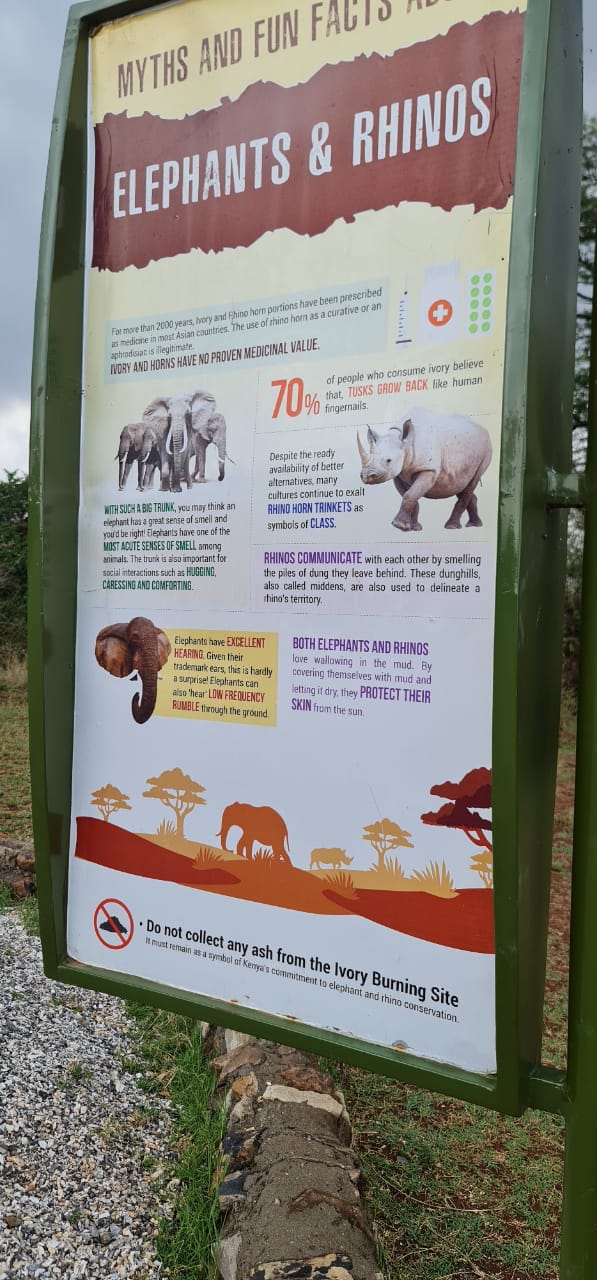 MYTHS AND FUN FACTS
ELEPHANTS & RHINOS
For more than 2000 years, Ivory and Rhino horn portions have been prescribed
as medicine in most Asian countries. The use of rhino horn as a curative or an
aphrodisiac is illegitimate.
IVORY AND HORNS HAVE NO PROVEN MEDICINAL VALUE.
70% of people who consume ivory believe
that, TUSKS GROW BACK like human
fingernails.
Despite the ready
availability of better
alternatives, many
cultures continue to exalt
RHINO HORN TRINKETS as
symbols of CLASS.
WITH SUCH A BIG TRUNK, you may think an
elephant has a great sense of smell and
you'd be right! Elephants have one of the
MOST ACUTE SENSES OF SMELL among
animals. The trunk is also important for
social interactions such as HUGGING,
CARESSING AND COMFORTING.
RHINOS COMMUNICATE with each other by smelling
the piles of dung they leave behind. These dunghills,
also called middens, are also used to delineate a
rhino's territory.
Elephants have EXCELLENT
HEARING. Given their
trademark ears, this is hardly
a surprise! Elephants can
also 'hear' LOW FREQUENCY
RUMBLE through the ground.
BOTH ELEPHANTS AND RHINOS
love wallowing in the mud. By
covering themselves with mud and
letting it dry, they PROTECT THEIR
SKIN from the sun.
• Do not collect any ash from the Ivory Burning Site
It must remain as a symbol of Kenya's commitment to elephant and rhino conservation.